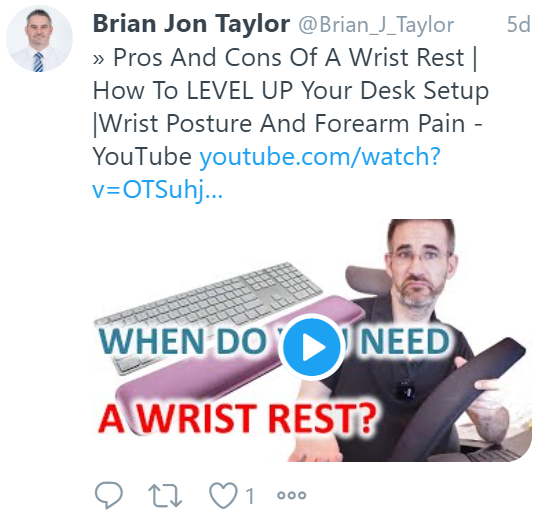 Brian Jon Taylor @Brian_J_Taylor 5d
» Pros And Cons Of A Wrist Rest |
How To LEVEL UP Your Desk Setup
|Wrist Posture And Forearm Pain -
YouTube youtube.com/watch?
v=OTSuhj...
WHEN DO NEED
A WRIST REST?
1